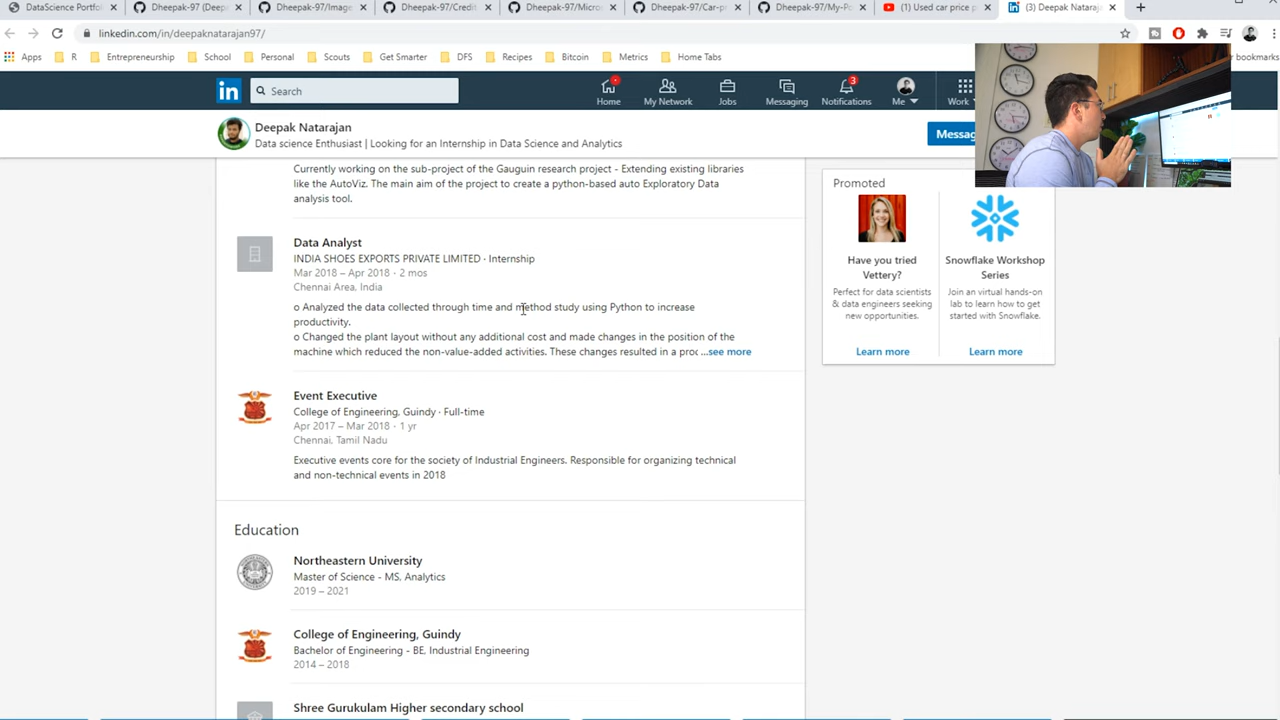 DataScience Portfol
Dheepak-97 (Deep
Dheepak-97/Image
Dheepak-97/Credit
Dheepak-97/Micros
Dheepak-97/Car-p
Dheepak-97/My-Po
(1) Used car price p
(3) Deepak Natarajan
linkedin.com/in/deepaknatarajan97/
Apps R Entrepreneurship School Personal Scouts Get Smarter DFS Recipes Bitcoin Metrics Home Tabs bookmarks
in Search Home My Network Jobs Messaging 3 Notifications Me Work
Deepak Natarajan
Data science Enthusiast | Looking for an Internship in Data Science and Analytics
Messag
Currently working on the sub-project of the Gauguin research project - Extending existing libraries
like the AutoViz. The main aim of the project to create a python-based auto Exploratory Data
analysis tool.
Data Analyst
INDIA SHOES EXPORTS PRIVATE LIMITED · Internship
Mar 2018 – Apr 2018 · 2 mos
Chennai Area, India
o Analyzed the data collected through time and method study using Python to increase
productivity.
o Changed the plant layout without any additional cost and made changes in the position of the
machine which reduced the non-value-added activities. These changes resulted in a proc ...see more
Event Executive
College of Engineering, Guindy · Full-time
Apr 2017 – Mar 2018 · 1 yr
Chennai, Tamil Nadu
Executive events core for the society of Industrial Engineers. Responsible for organizing technical
and non-technical events in 2018
Education
Northeastern University
Master of Science - MS, Analytics
2019 – 2021
College of Engineering, Guindy
Bachelor of Engineering - BE, Industrial Engineering
2014 – 2018
Shree Gurukulam Higher secondary school
Promoted
Have you tried
Vettery?
Perfect for data scientists
& data engineers seeking
new opportunities.
Learn more
Snowflake Workshop
Series
Join an virtual hands-on
lab to learn how to get
started with Snowflake.
Learn more